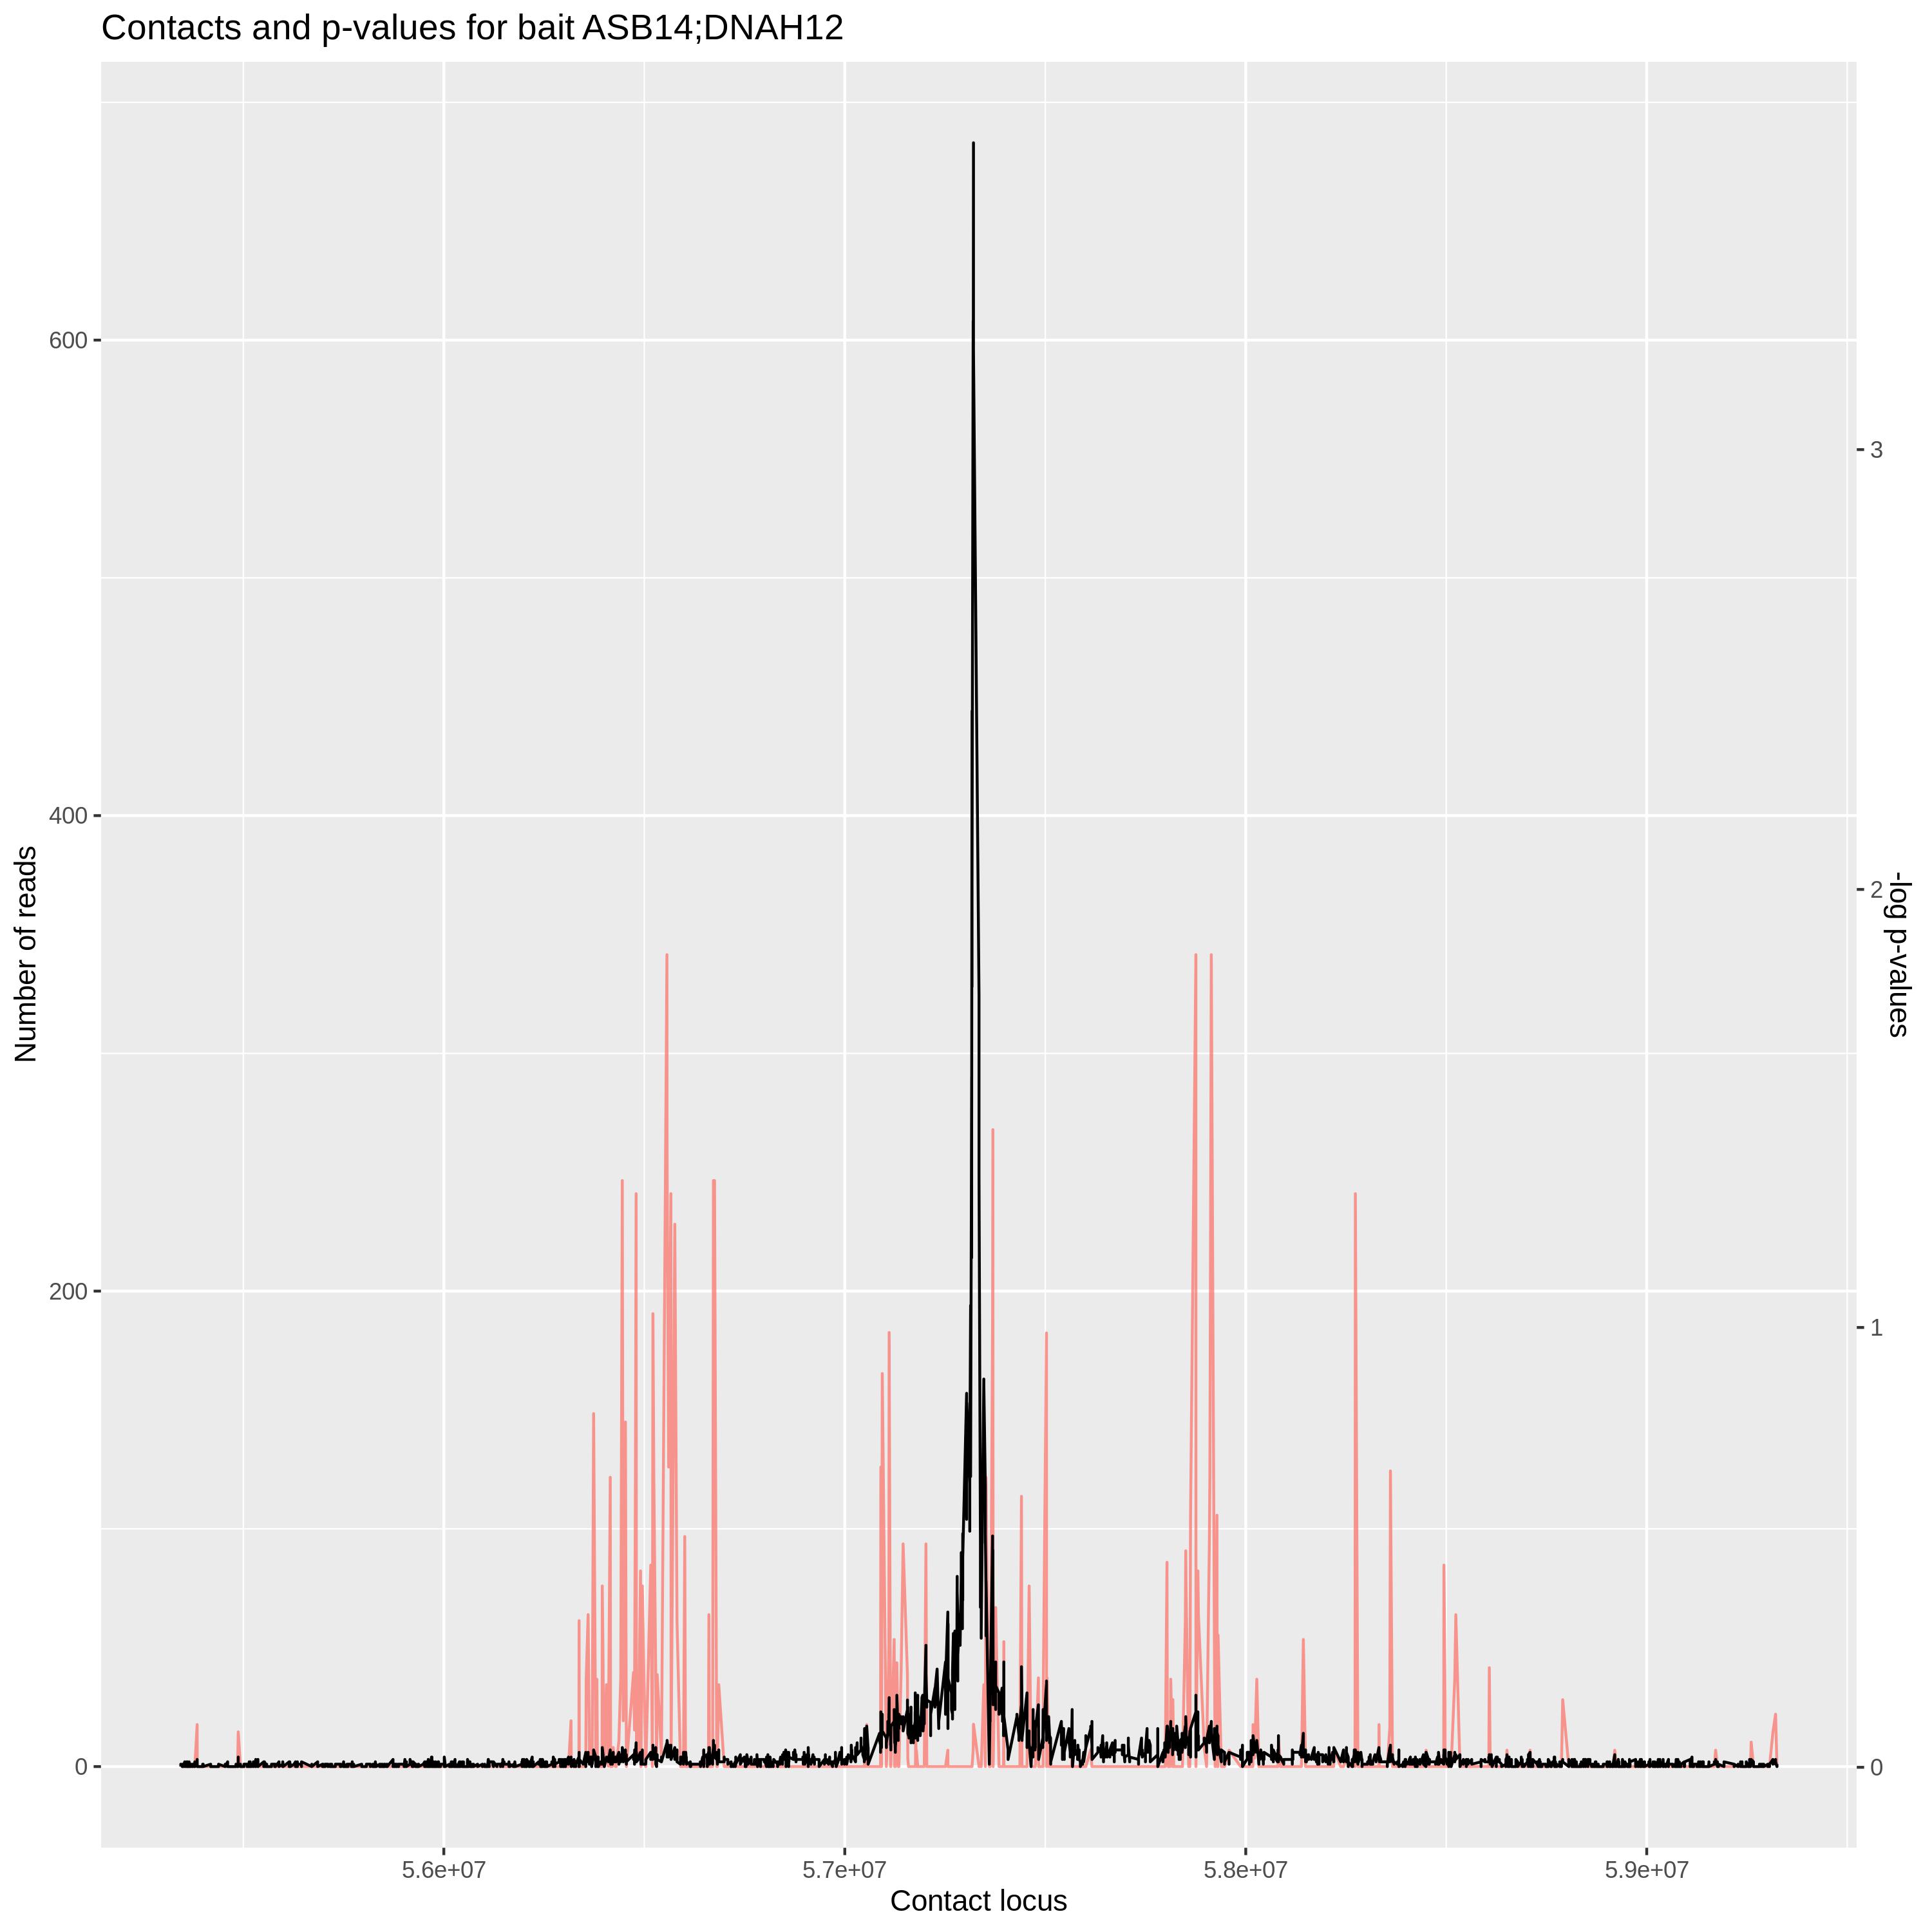 Contacts and p-values for bait ASB14;DNAH12
Number of reads
600
400
200
0
3
2
1
0
-log p-values
5.6e+07 5.7e+07 5.8e+07 5.9e+07
Contact locus